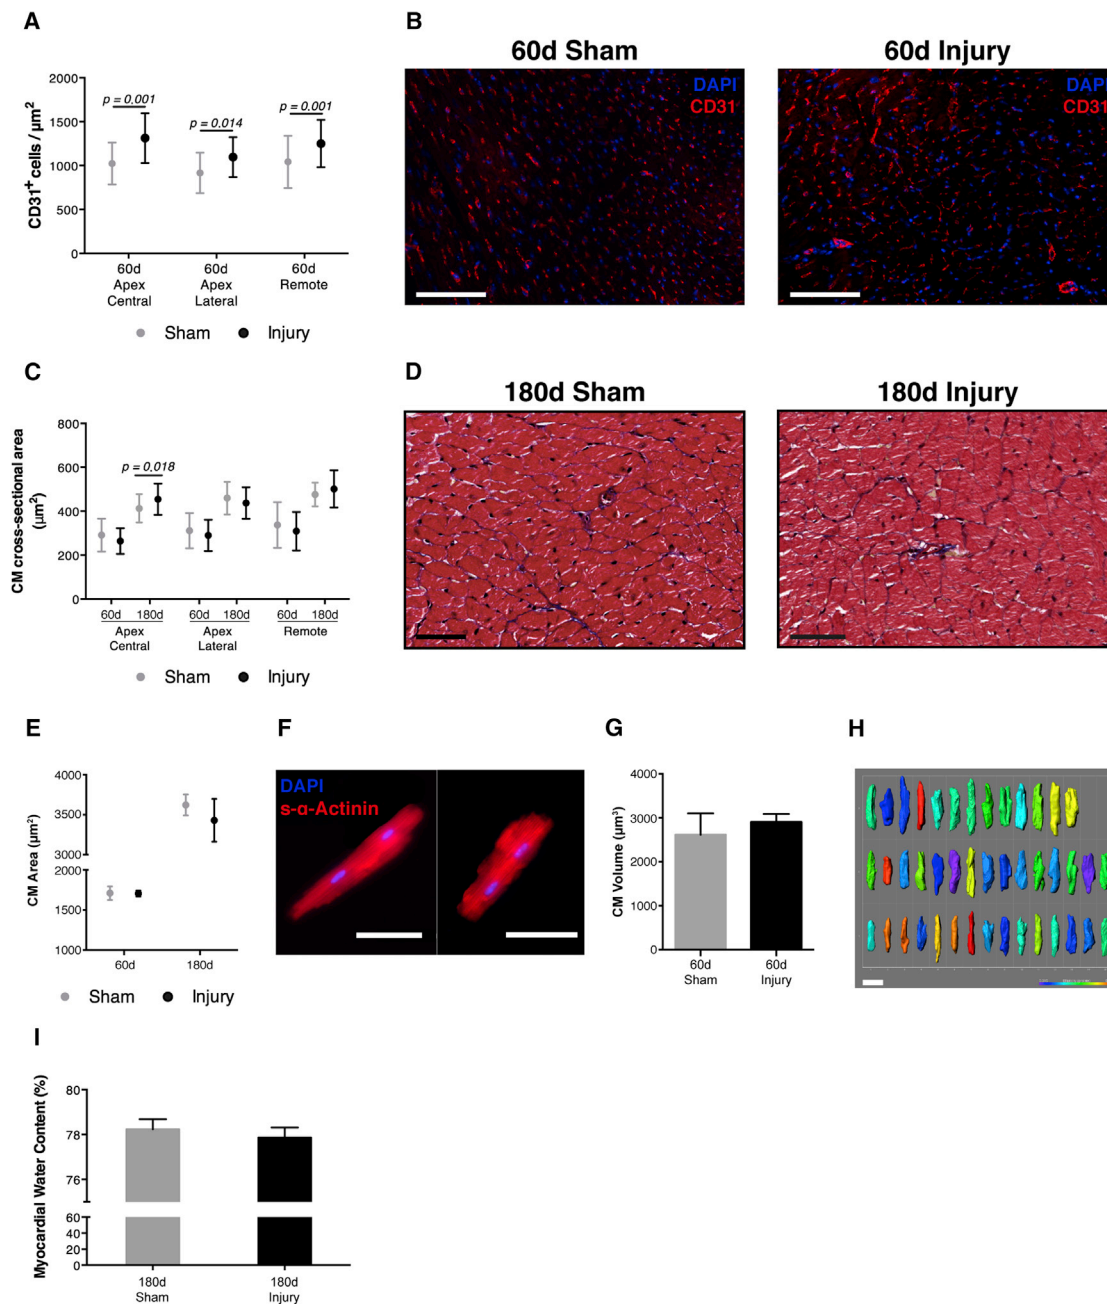 A
2000
1500
1000
500
0
CD31+ cells / µm²
p = 0.001
p = 0.014
p = 0.001
60d
Apex
Central
60d
Apex
Lateral
60d
Remote
Sham
Injury
B
60d Sham
DAPI
CD31
60d Injury
DAPI
CD31
C
800
600
400
200
0
CM cross-sectional area
(µm²)
p = 0.018
60d 180d
Apex
Central
60d 180d
Apex
Lateral
60d 180d
Remote
Sham
Injury
D
180d Sham
180d Injury
E
4000
3500
3000
2000
1500
1000
CM Area (µm²)
60d
180d
Sham
Injury
F
DAPI
s-α-Actinin
G
4000
3000
2000
1000
0
CM Volume (µm³)
60d
Sham
60d
Injury
H
I
80
78
76
60
40
20
0
Myocardial Water Content (%)
180d
Sham
180d
Injury